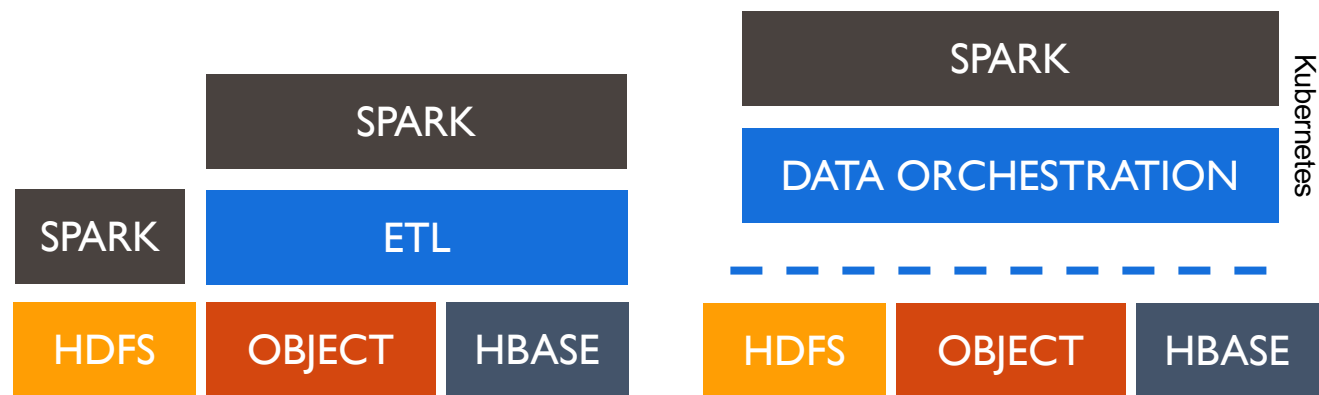 SPARK
SPARK
ETL
HDFS
OBJECT
HBASE
SPARK
DATA ORCHESTRATION
Kubernetes
HDFS
OBJECT
HBASE